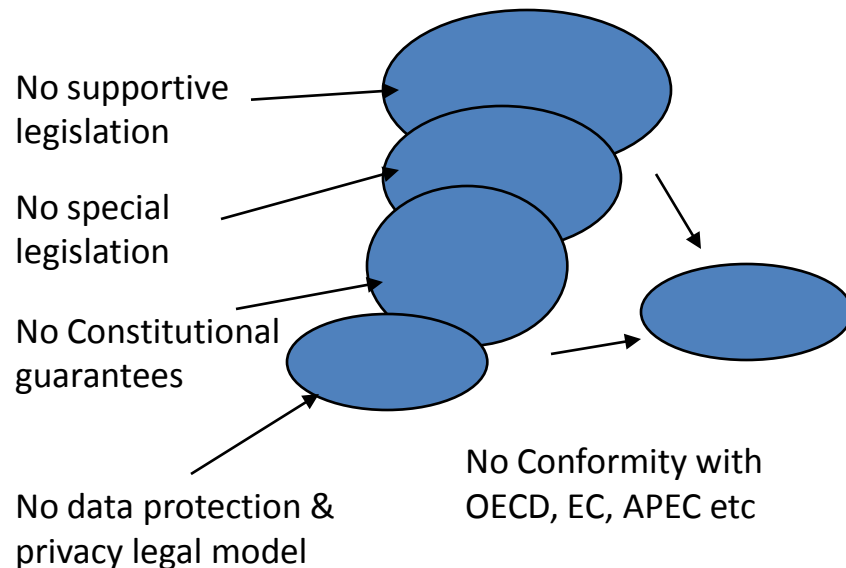 No supportive
legislation
No special
legislation
No Constitutional
guarantees
No data protection &
privacy legal model
No Conformity with
OECD, EC, APEC etc